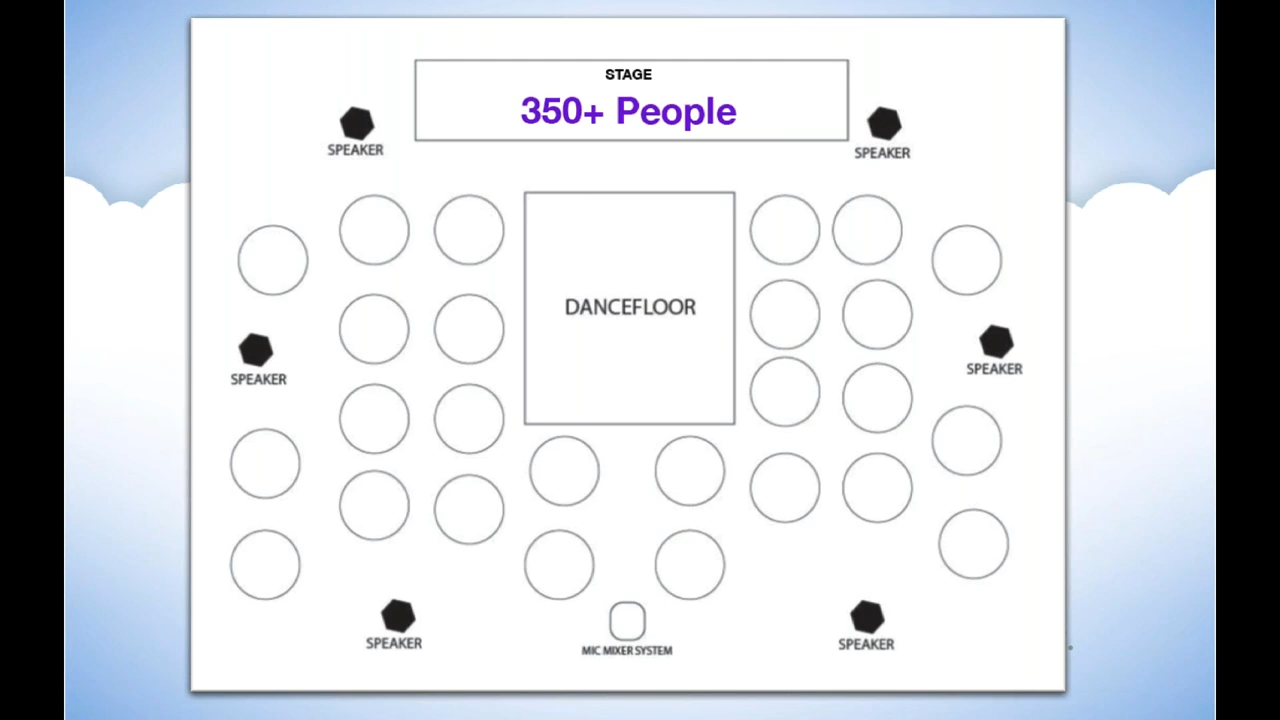 STAGE
350+ People
SPEAKER
SPEAKER
DANCEFLOOR
SPEAKER
SPEAKER
SPEAKER
MIC MIXER SYSTEM
SPEAKER